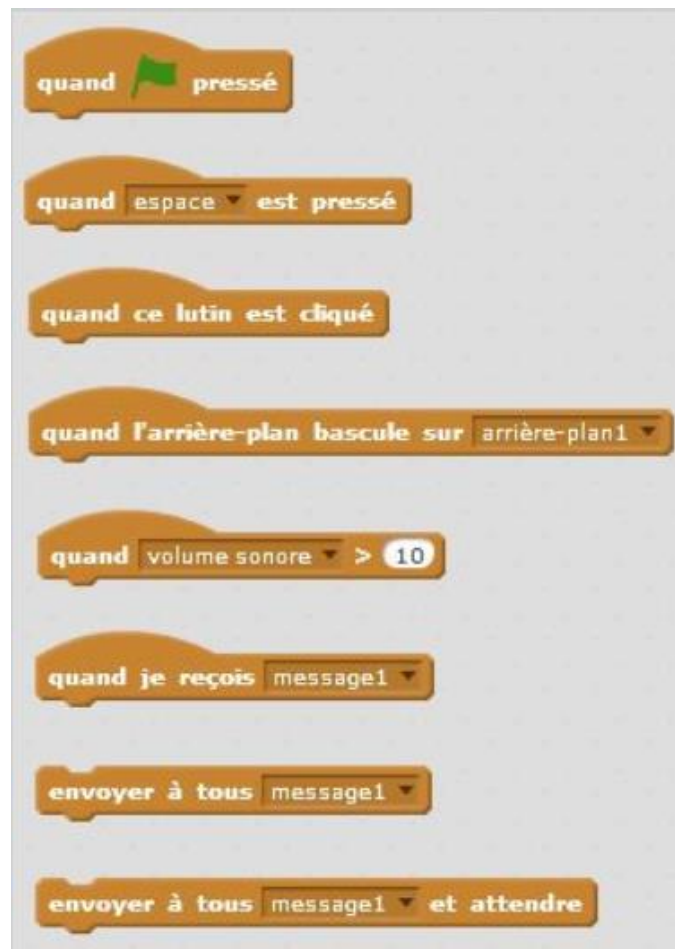 quand pressé
quand espace est pressé
quand ce lutin est cliqué
quand l'arrière-plan bascule sur arrière-plan1
quand volume sonore > 10
quand je reçois message1
envoyer à tous message1
envoyer à tous message1 et attendre